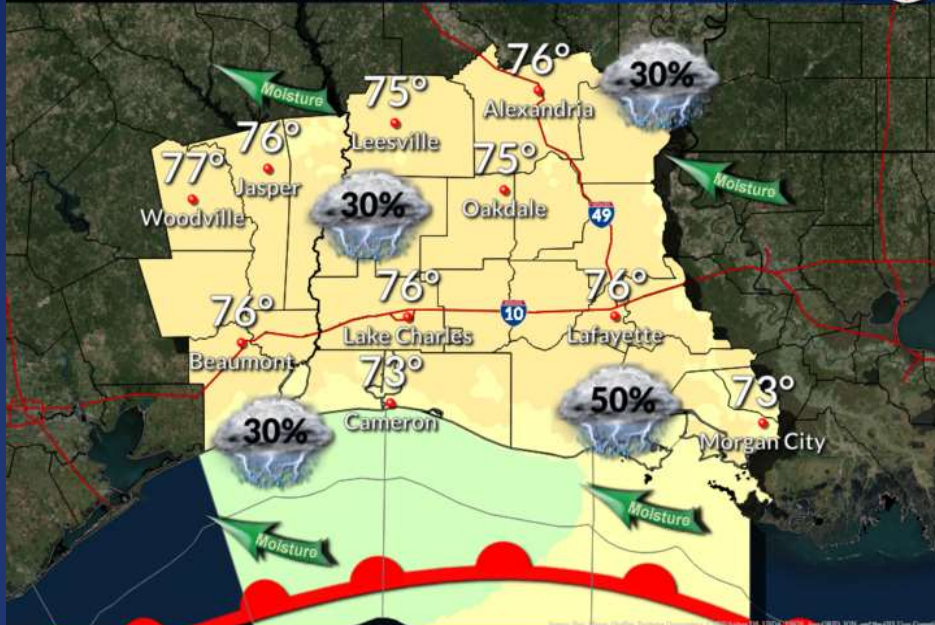 76°
Alexandria
30%
Moisture
75°
Leesville
76°
Jasper
77°
Woodville
75°
Oakdale
Moisture
30%
49
76°
Beaumont
76°
Lake Charles
10
76°
Lafayette
73°
Cameron
30%
50%
73°
Morgan City
Moisture
Moisture